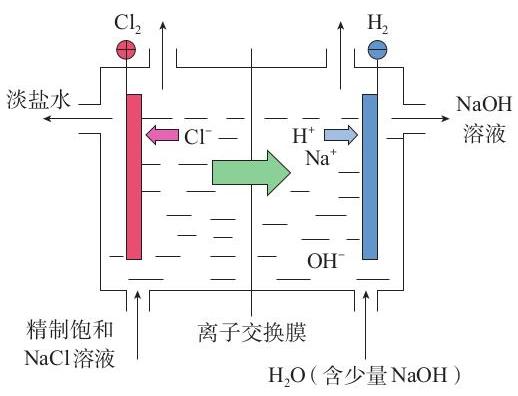 Cl₂
H₂
淡盐水
NaOH
溶液
Cl⁻
H⁺
Na⁺
OH⁻
精制饱和
NaCl溶液
离子交换膜
H₂O(含少量NaOH)